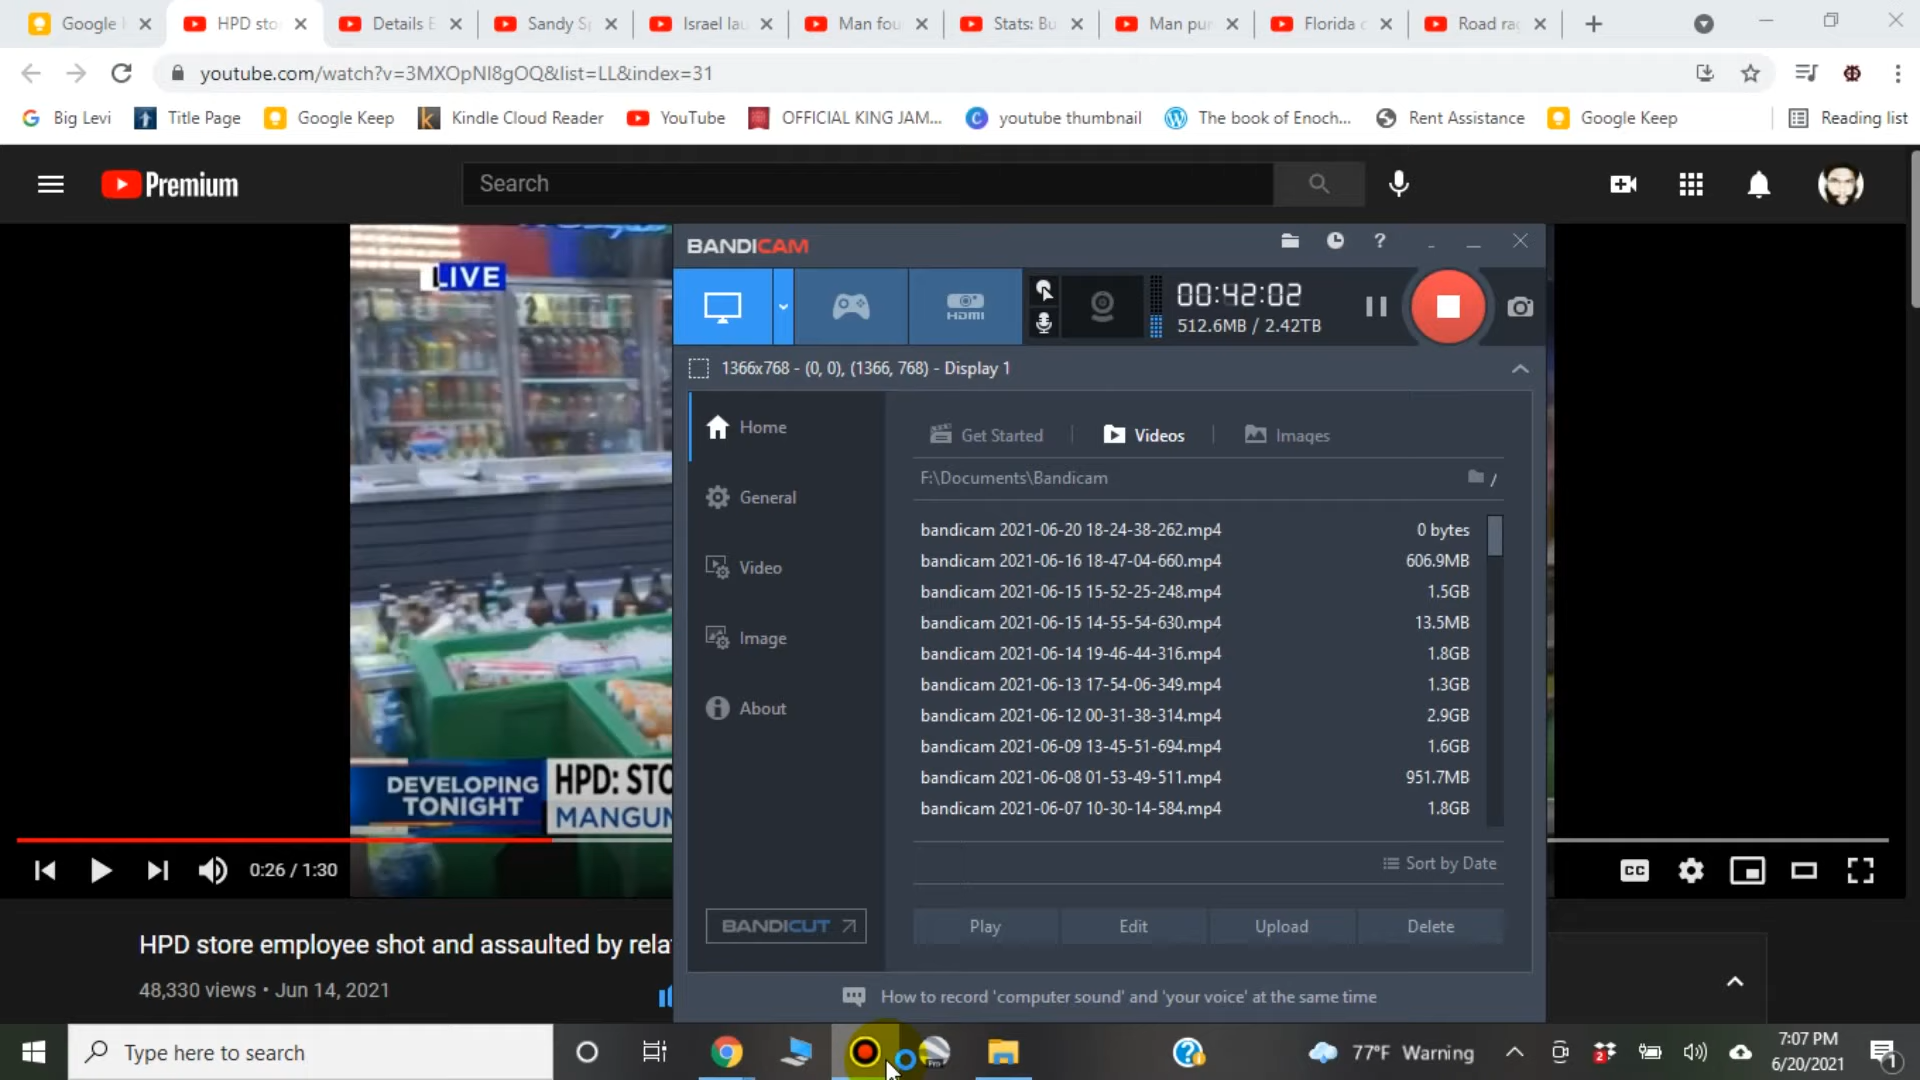 Google
HPD sto
Details E
Sandy Sp
Israel lau
Man fou
Stats: Bu
Man pun
Florida c
Road rag
youtube.com/watch?v=3MXOpNI8gOQ&list=LL&index=31
Big Levi
Title Page
Google Keep
Kindle Cloud Reader
YouTube
OFFICIAL KING JAM...
youtube thumbnail
The book of Enoch...
Rent Assistance
Google Keep
Reading list
Premium
Search
LIVE
BANDICAM
HDMI
00:42:02
512.6MB / 2.42TB
1366x768 - (0, 0), (1366, 768) - Display 1
Home
General
Video
Image
About
BANDICUT
Get Started
Videos
Images
F:\Documents\Bandicam
/
bandicam 2021-06-20 18-24-38-262.mp4 0 bytes
bandicam 2021-06-16 18-47-04-660.mp4 606.9MB
bandicam 2021-06-15 15-52-25-248.mp4 1.5GB
bandicam 2021-06-15 14-55-54-630.mp4 13.5MB
bandicam 2021-06-14 19-46-44-316.mp4 1.8GB
bandicam 2021-06-13 17-54-06-349.mp4 1.3GB
bandicam 2021-06-12 00-31-38-314.mp4 2.9GB
bandicam 2021-06-09 13-45-51-694.mp4 1.6GB
bandicam 2021-06-08 01-53-49-511.mp4 951.7MB
bandicam 2021-06-07 10-30-14-584.mp4 1.8GB
Sort by Date
Play
Edit
Upload
Delete
How to record 'computer sound' and 'your voice' at the same time
DEVELOPING
TONIGHT
HPD: STO
MANGUM
0:26 / 1:30
CC
HPD store employee shot and assaulted by rela
48,330 views • Jun 14, 2021
Type here to search
77°F Warning
7:07 PM
6/20/2021
1